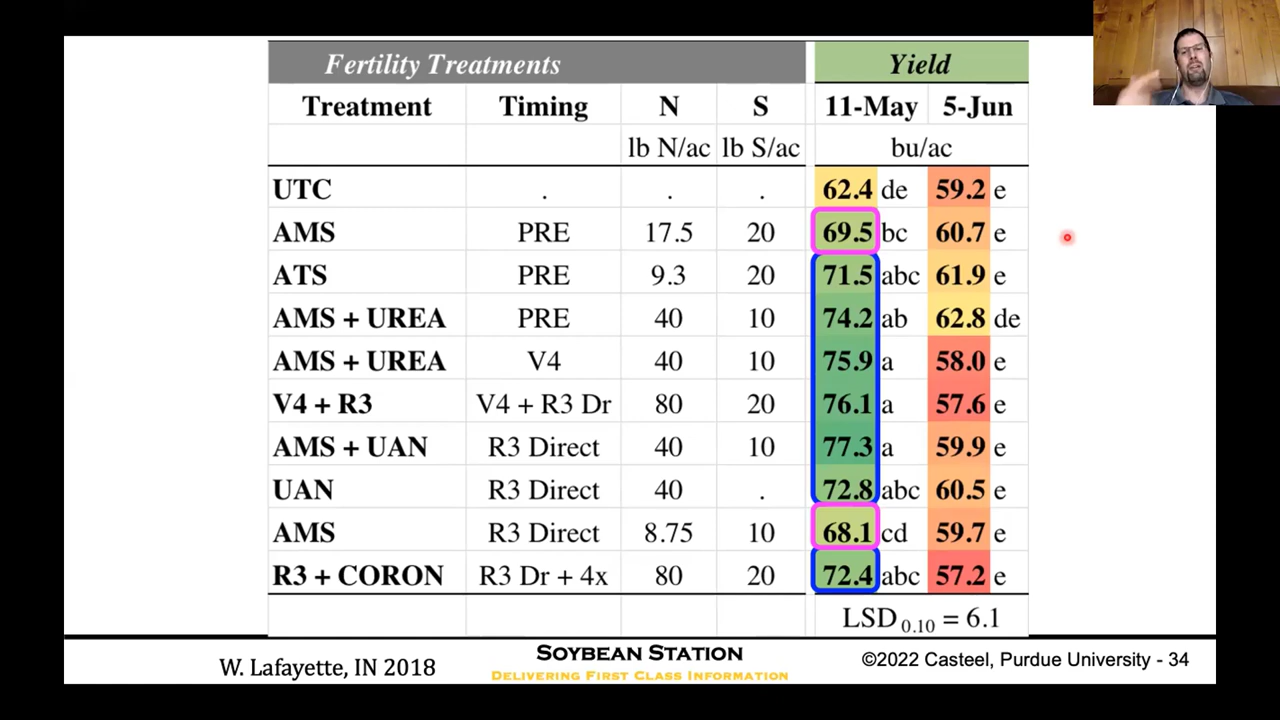 Fertility Treatments Yield
Treatment Timing N S 11-May 5-Jun
lb N/ac lb S/ac bu/ac
UTC . . . 62.4 de 59.2 e
AMS PRE 17.5 20 69.5 bc 60.7 e
ATS PRE 9.3 20 71.5 abc 61.9 e
AMS + UREA PRE 40 10 74.2 ab 62.8 de
AMS + UREA V4 40 10 75.9 a 58.0 e
V4 + R3 V4 + R3 Dr 80 20 76.1 a 57.6 e
AMS + UAN R3 Direct 40 10 77.3 a 59.9 e
UAN R3 Direct 40 . 72.8 abc 60.5 e
AMS R3 Direct 8.75 10 68.1 cd 59.7 e
R3 + CORON R3 Dr + 4x 80 20 72.4 abc 57.2 e
LSD0.10 = 6.1
W. Lafayette, IN 2018
SOYBEAN STATION
DELIVERING FIRST CLASS INFORMATION
©2022 Casteel, Purdue University - 34